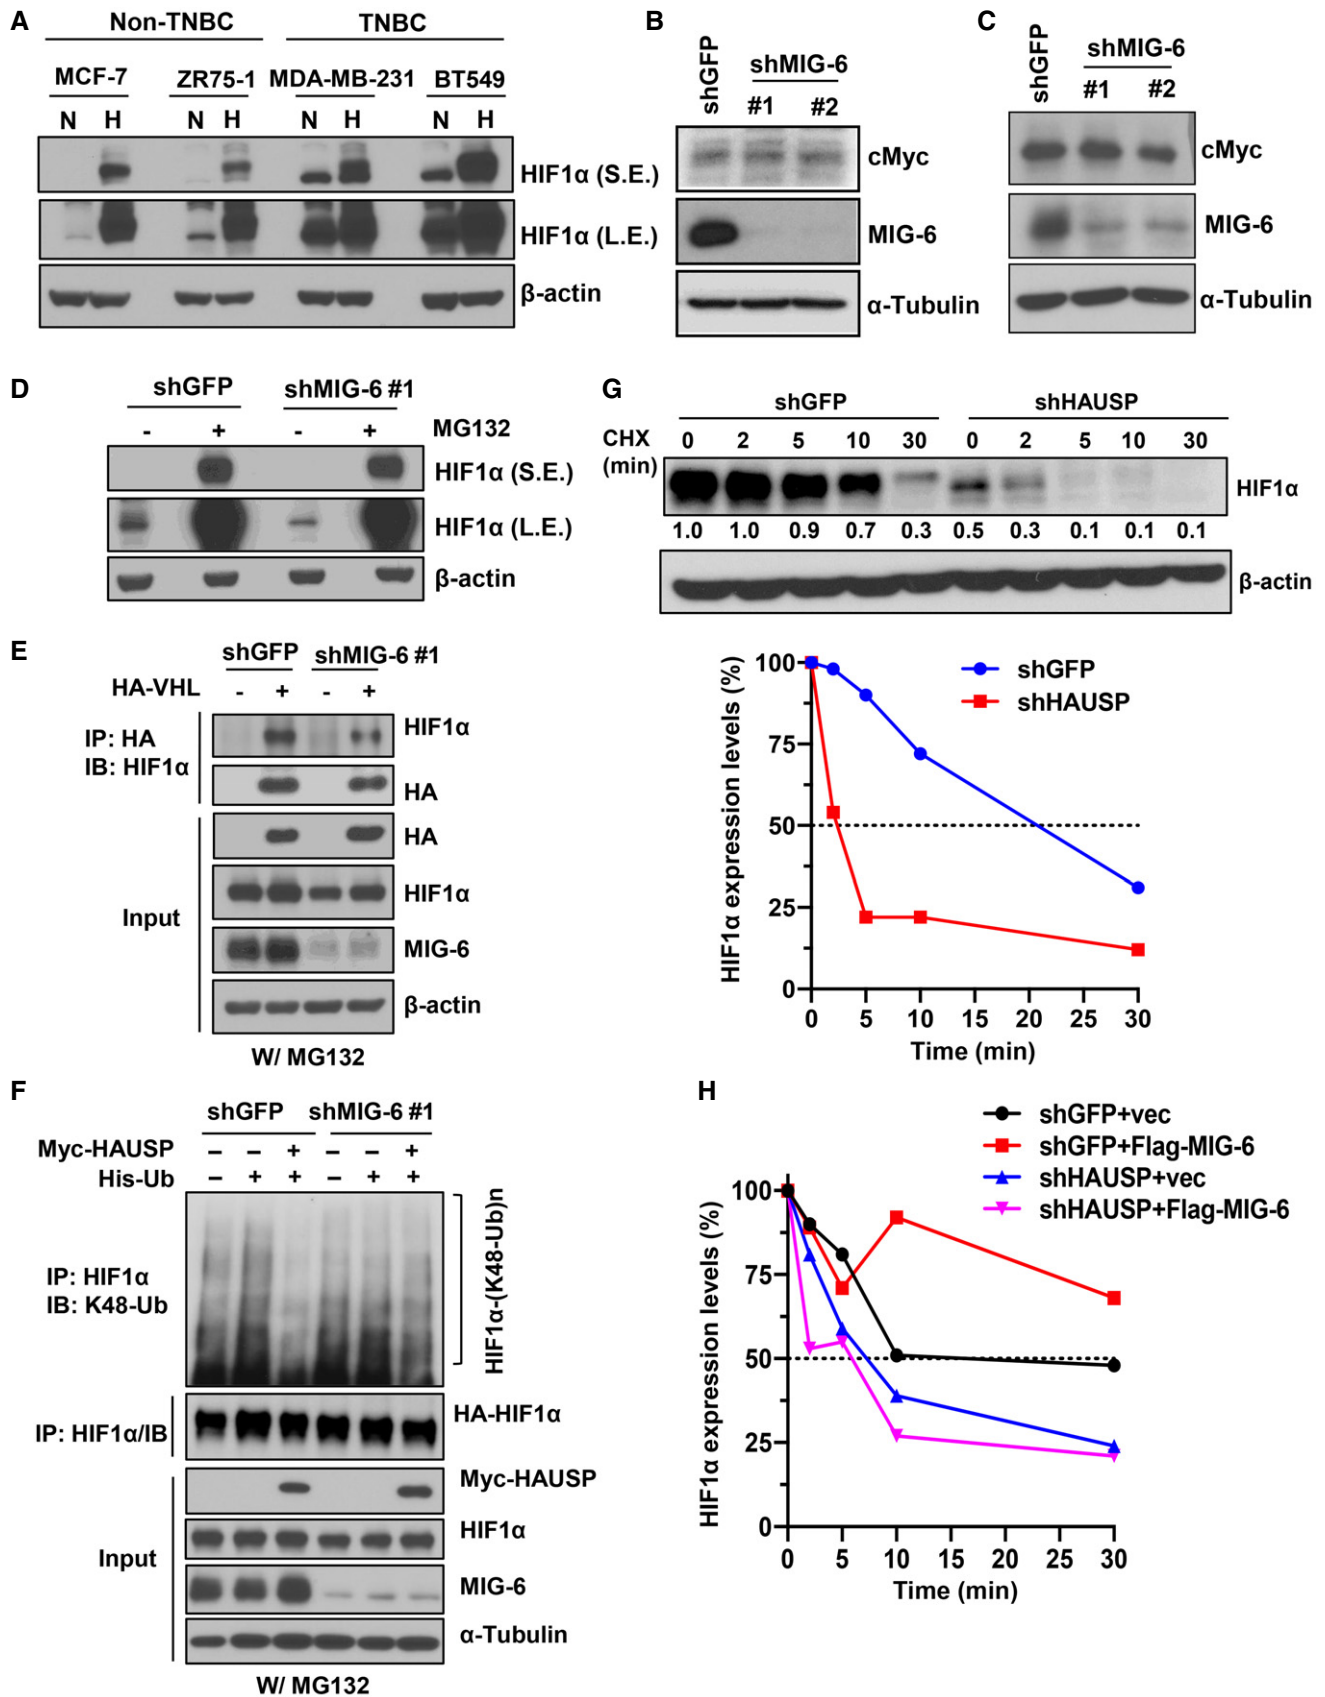 A
Non-TNBC TNBC
MCF-7 ZR75-1 MDA-MB-231 BT549
N H N H N H N H
HIF1α (S.E.)
HIF1α (L.E.)
β-actin
B
shGFP shMIG-6
#1 #2
cMyc
MIG-6
α-Tubulin
C
shGFP shMIG-6
#1 #2
cMyc
MIG-6
α-Tubulin
D
shGFP shMIG-6 #1
- + - + MG132
HIF1α (S.E.)
HIF1α (L.E.)
β-actin
G
shGFP shHAUSP
CHX (min) 0 2 5 10 30 0 2 5 10 30
HIF1α
1.0 1.0 0.9 0.7 0.3 0.5 0.3 0.1 0.1 0.1
β-actin
HIF1α expression levels (%)
100
75
50
25
0
0 5 10 15 20 25 30
Time (min)
shGFP
shHAUSP
E
shGFP shMIG-6 #1
HA-VHL - + - +
IP: HA
IB: HIF1α
HIF1α
HA
Input
HA
HIF1α
MIG-6
β-actin
W/ MG132
F
shGFP shMIG-6 #1
Myc-HAUSP – – + – – +
His-Ub – + + – + +
IP: HIF1α
IB: K48-Ub
HIF1α-(K48-Ub)n
IP: HIF1α/IB
HA-HIF1α
Input
Myc-HAUSP
HIF1α
MIG-6
α-Tubulin
W/ MG132
H
shGFP+vec
shGFP+Flag-MIG-6
shHAUSP+vec
shHAUSP+Flag-MIG-6
HIF1α expression levels (%)
100
75
50
25
0
0 5 10 15 20 25 30
Time (min)